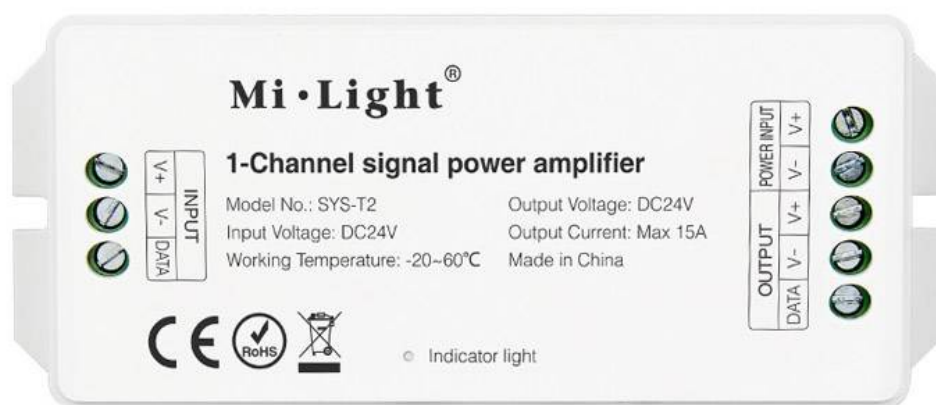 Mi·Light®
1-Channel signal power amplifier
Model No.: SYS-T2
Input Voltage: DC24V
Working Temperature: -20~60℃
Output Voltage: DC24V
Output Current: Max 15A
Made in China
INPUT
V+
V-
DATA
POWER INPUT
V+
V-
OUTPUT
V+
V-
DATA
CE
RoHS
Indicator light